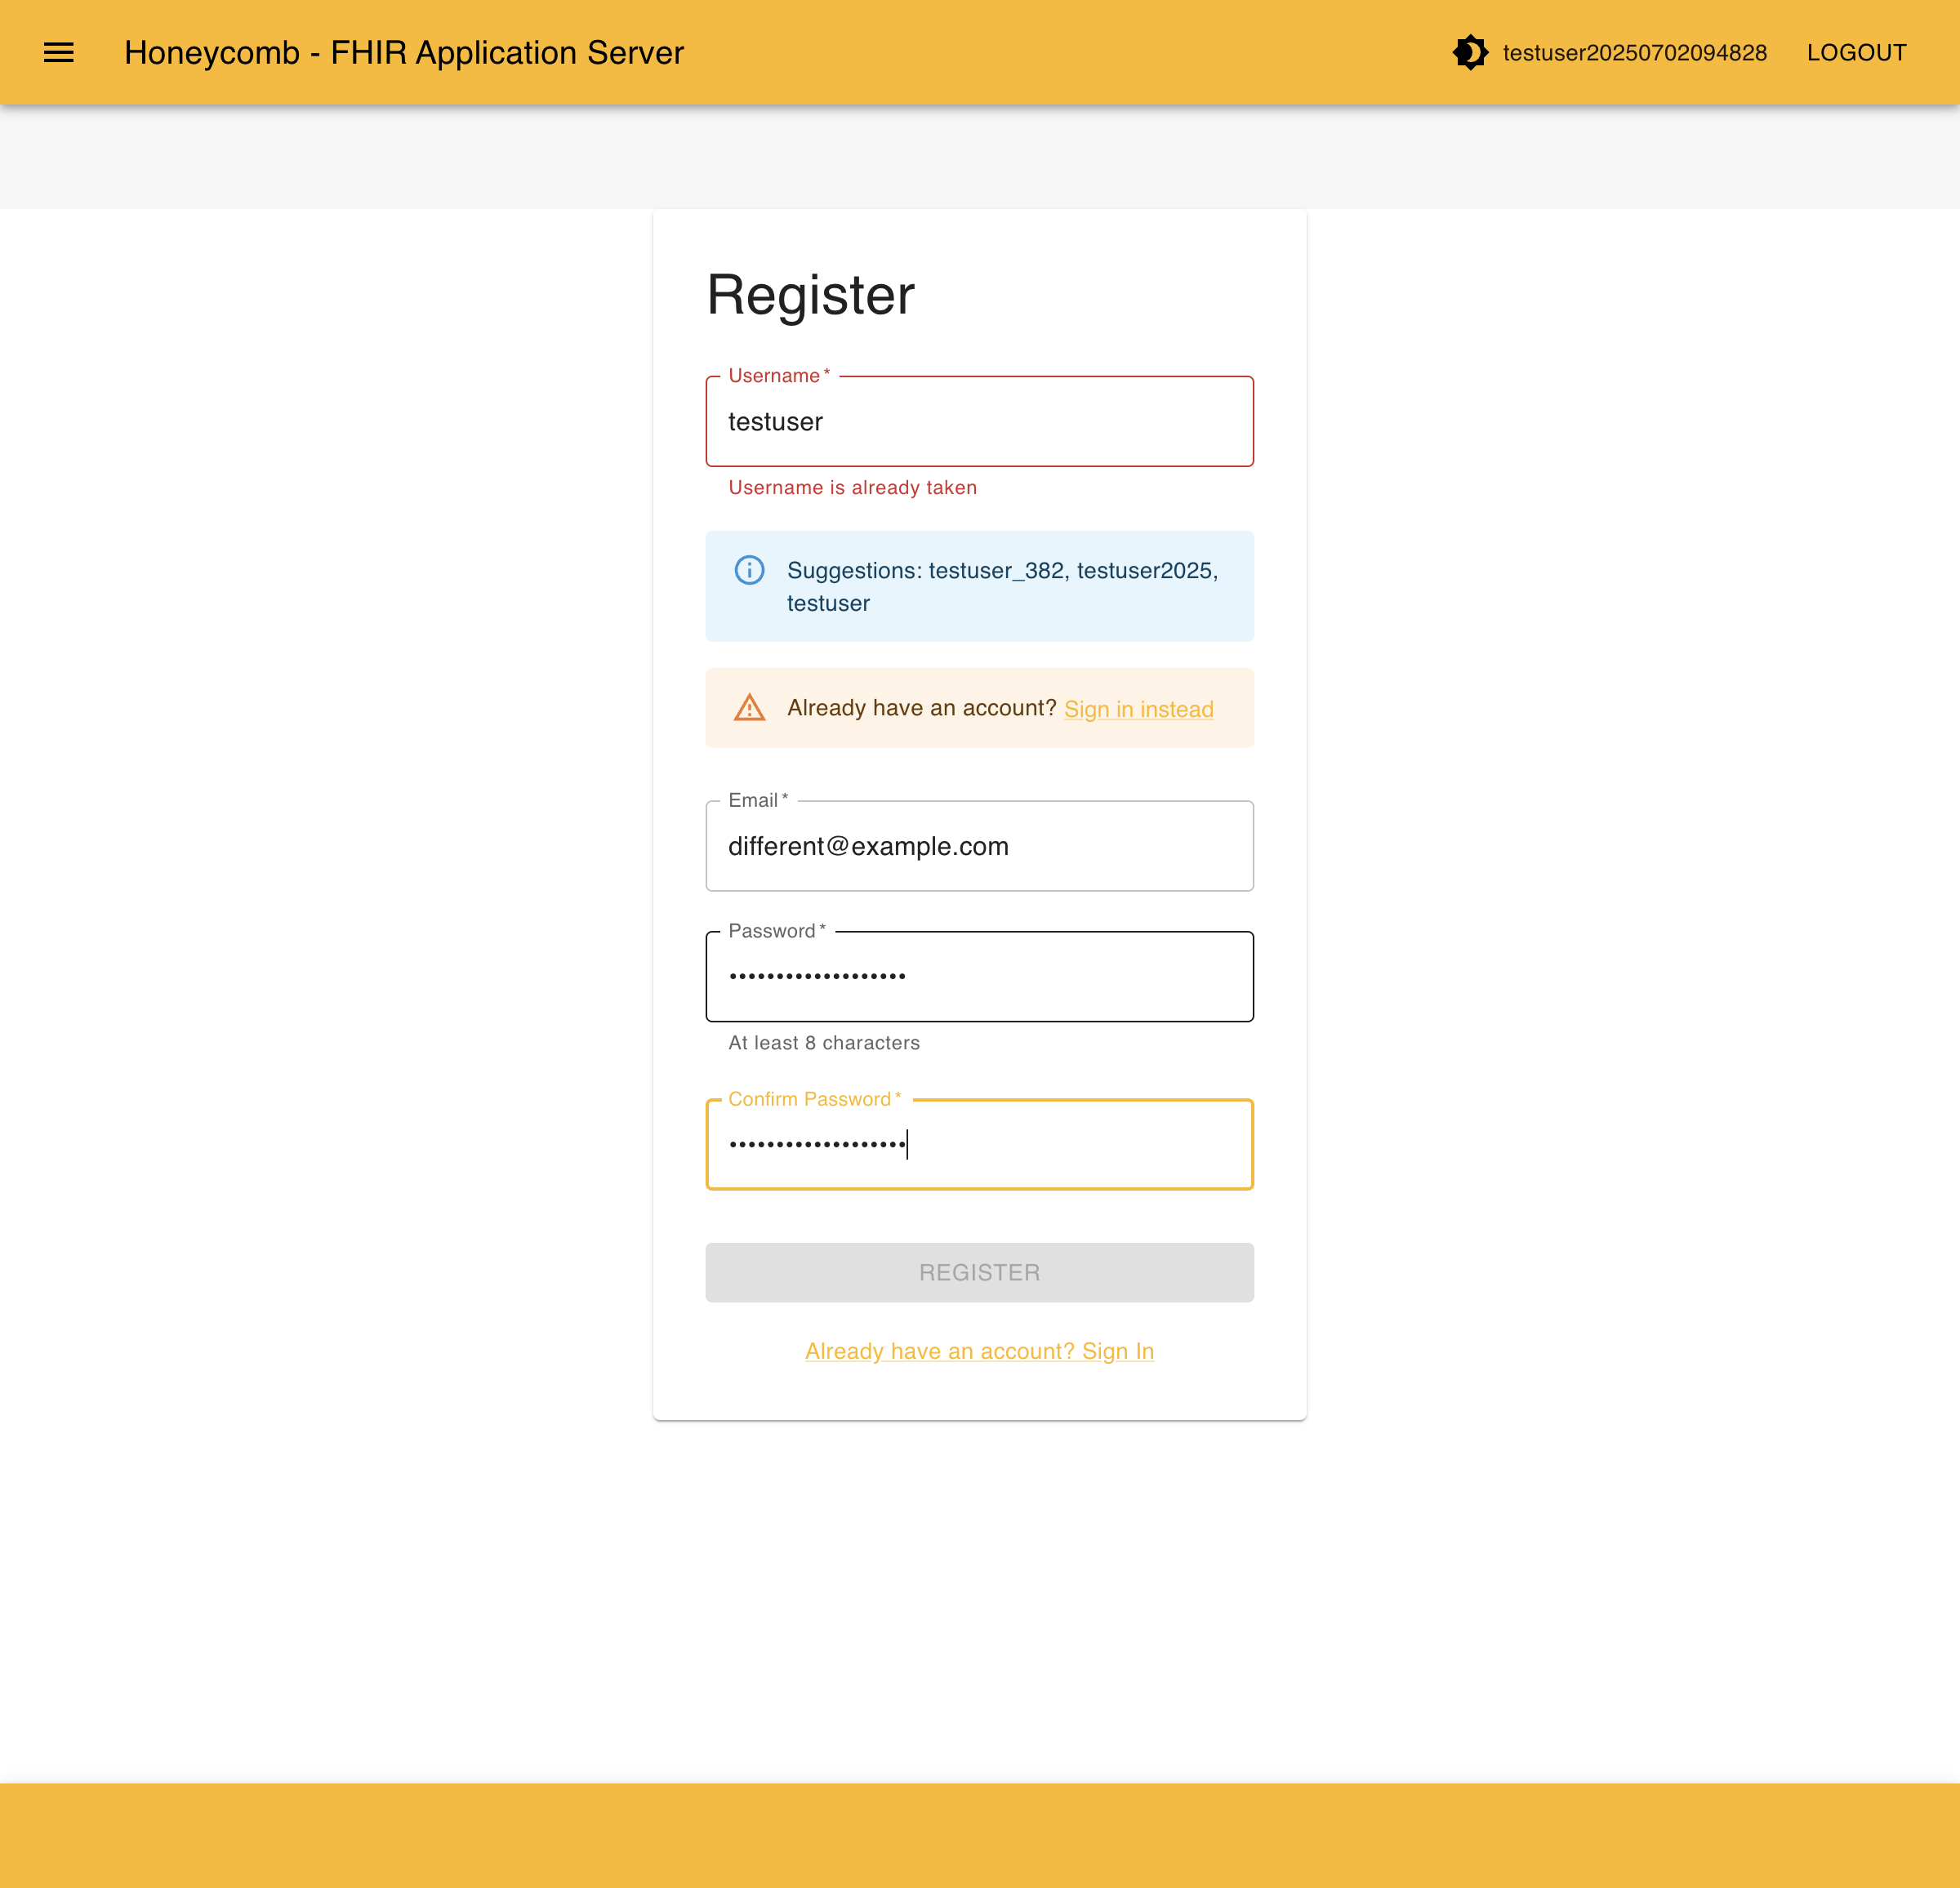 Honeycomb - FHIR Application Server
testuser20250702094828
LOGOUT
Register
Username *
testuser
Username is already taken
Suggestions: testuser_382, testuser2025,
testuser
Already have an account? Sign in instead
Email *
different@example.com
Password *
•••••••••••••••••••
At least 8 characters
Confirm Password *
•••••••••••••••••••
REGISTER
Already have an account? Sign In